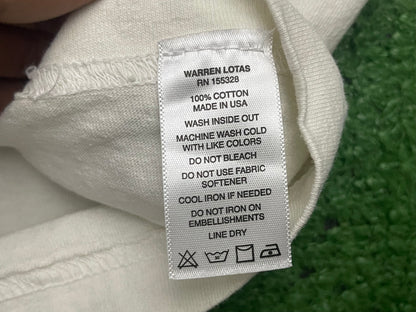 WARREN LOTAS
RN 155328
100% COTTON
MADE IN USA
WASH INSIDE OUT
MACHINE WASH COLD
WITH LIKE COLORS
DO NOT BLEACH
DO NOT USE FABRIC
SOFTENER
COOL IRON IF NEEDED
DO NOT IRON ON
EMBELLISHMENTS
LINE DRY